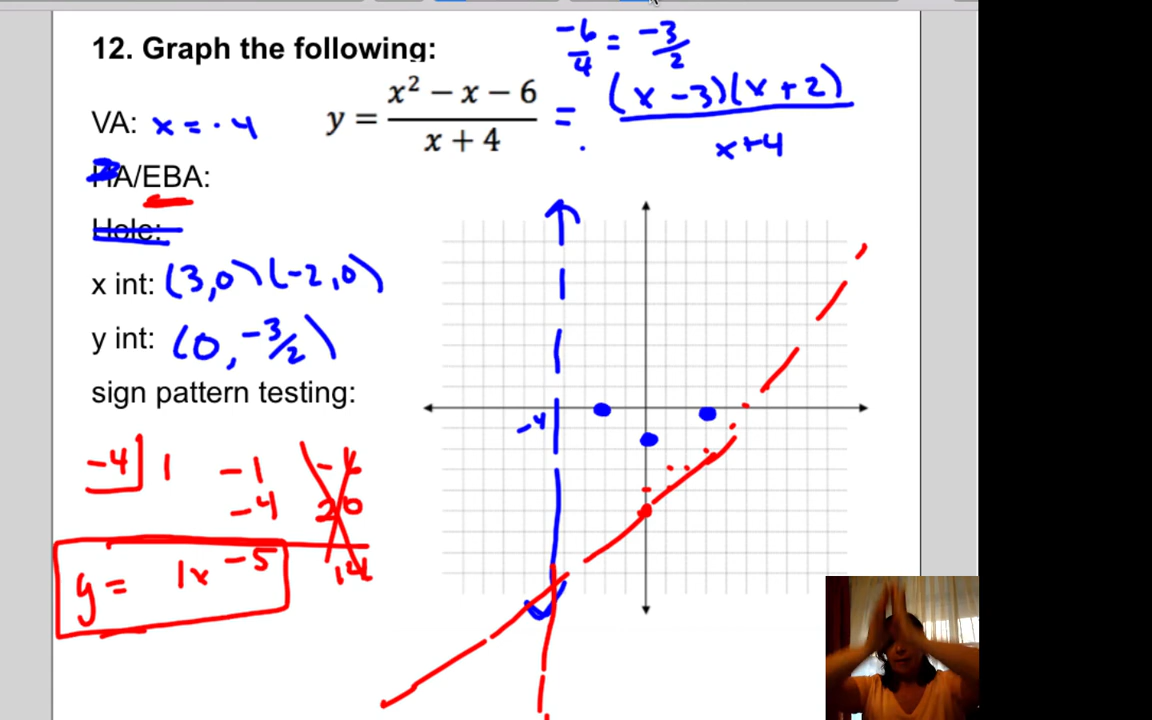 12. Graph the following:
-6/4 = -3/2
VA: x = -4
y = x² − x − 6 / x + 4 = (x -3)(x +2) / x+4
HA/EBA:
Hole:
x int: (3,0) (-2,0)
y int: (0, -3/2)
sign pattern testing:
-4
-4 1 -1 -6
-4 20
y = 1x -5 14